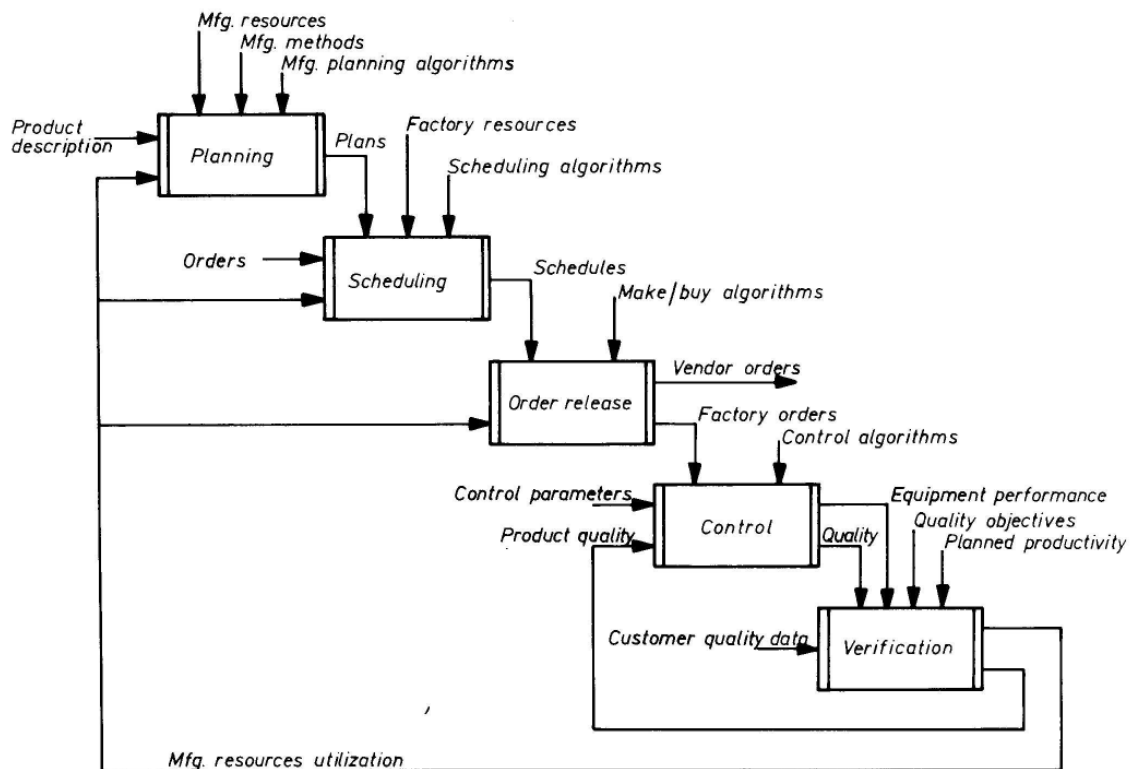 Mfg. resources
Mfg. methods
Mfg. planning algorithms
Product
description
Planning
Plans
Factory resources
Scheduling algorithms
Orders
Scheduling
Schedules
Make/buy algorithms
Order release
Vendor orders
Factory orders
Control algorithms
Control parameters
Product quality
Control
Quality
Equipment performance
Quality objectives
Planned productivity
Customer quality data
Verification
Mfg. resources utilization